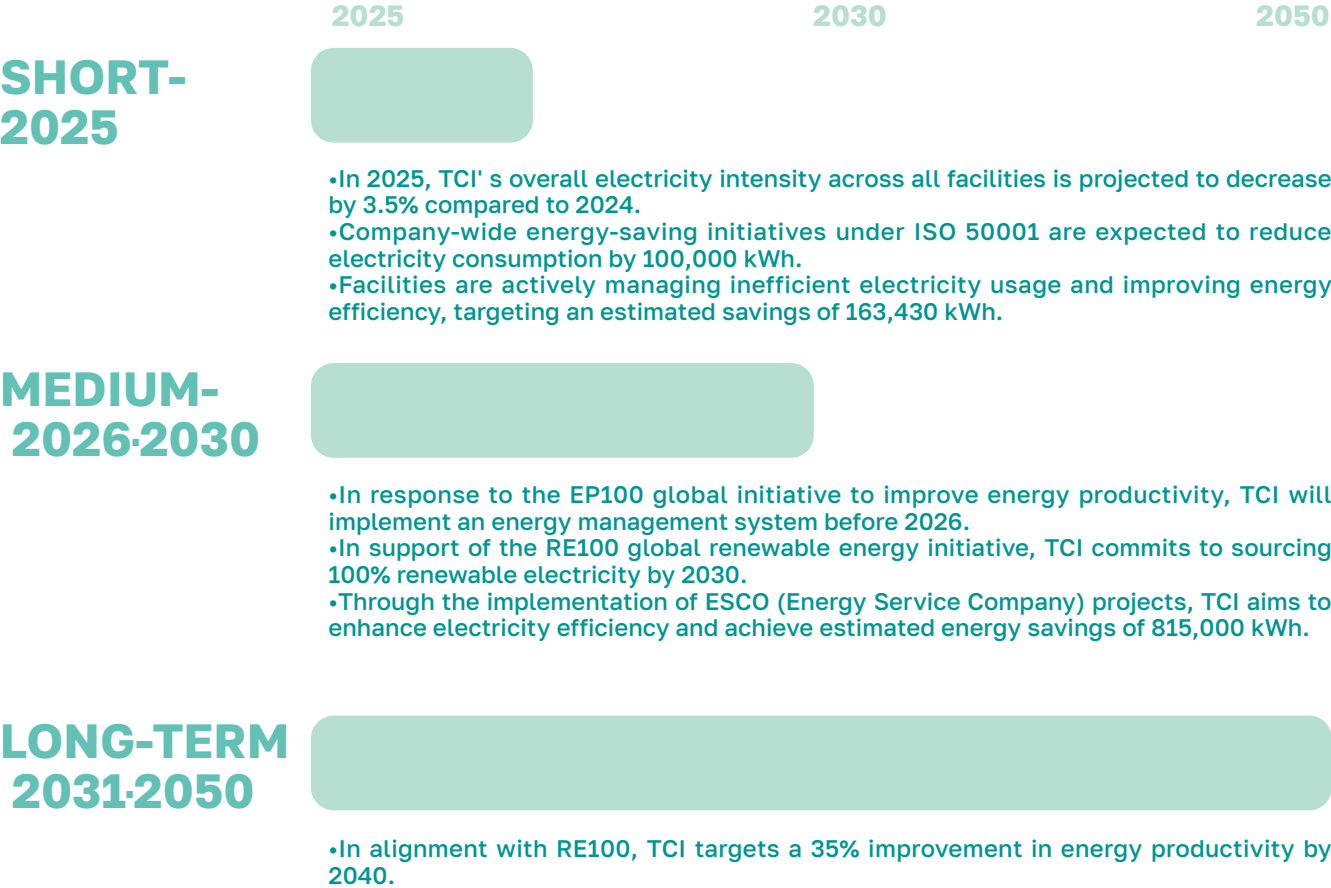 2025 2030 2050
SHORT-
2025
•In 2025, TCI' s overall electricity intensity across all facilities is projected to decrease
by 3.5% compared to 2024.
•Company-wide energy-saving initiatives under ISO 50001 are expected to reduce
electricity consumption by 100,000 kWh.
•Facilities are actively managing inefficient electricity usage and improving energy
efficiency, targeting an estimated savings of 163,430 kWh.
MEDIUM-
2026·2030
•In response to the EP100 global initiative to improve energy productivity, TCI will
implement an energy management system before 2026.
•In support of the RE100 global renewable energy initiative, TCI commits to sourcing
100% renewable electricity by 2030.
•Through the implementation of ESCO (Energy Service Company) projects, TCI aims to
enhance electricity efficiency and achieve estimated energy savings of 815,000 kWh.
LONG-TERM
2031·2050
•In alignment with RE100, TCI targets a 35% improvement in energy productivity by
2040.